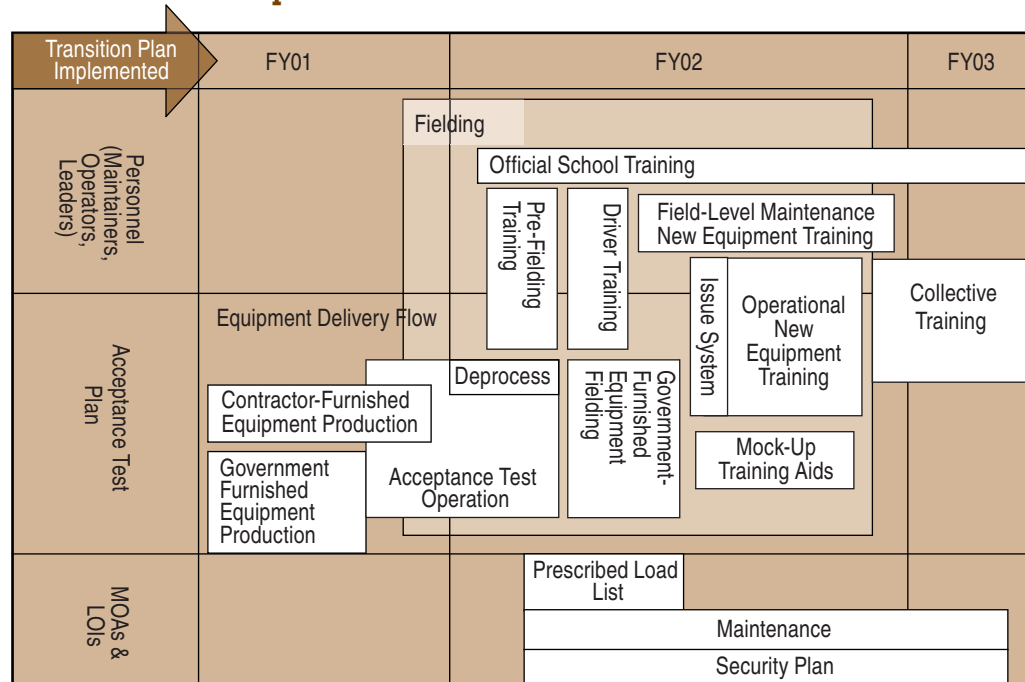 Transition Plan
Implemented
FY01
FY02
FY03
Personnel
(Maintainers,
Operators,
Leaders)
Fielding
Official School Training
Pre-Fielding
Training
Driver Training
Field-Level Maintenance
New Equipment Training
Issue System
Operational
New
Equipment
Training
Collective
Training
Acceptance Test
Plan
Equipment Delivery Flow
Contractor-Furnished
Equipment Production
Government
Furnished
Equipment
Production
Deprocess
Acceptance Test
Operation
Government-
Furnished
Equipment
Fielding
Mock-Up
Training Aids
MOAs &
LOIs
Prescribed Load
List
Maintenance
Security Plan